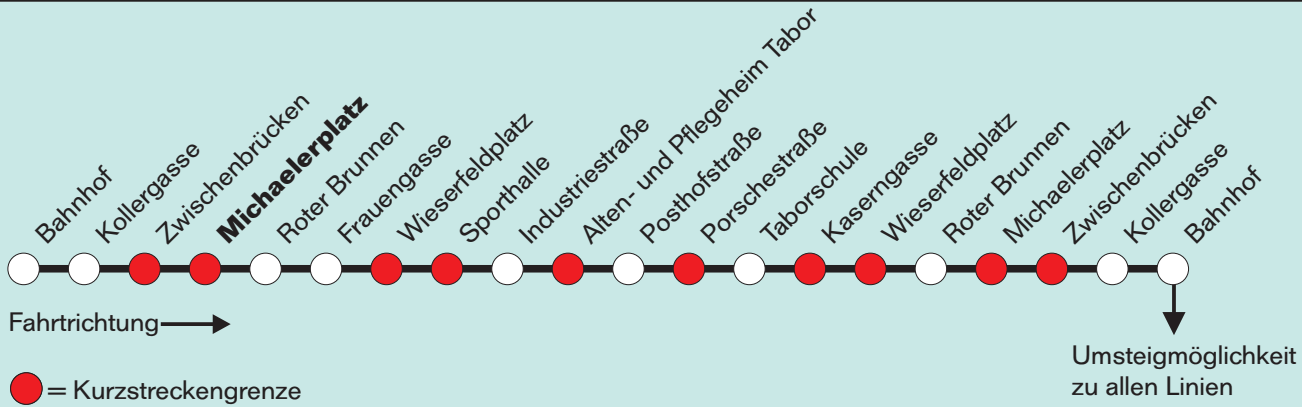 Bahnhof
Kollergasse
Zwischenbrücken
Michaelerplatz
Roter Brunnen
Frauengasse
Wieserfeldplatz
Sporthalle
Industriestraße
Alten- und Pflegeheim Tabor
Posthofstraße
Porschestraße
Taborschule
Kaserngasse
Wieserfeldplatz
Roter Brunnen
Michaelerplatz
Zwischenbrücken
Kollergasse
Bahnhof
Fahrtrichtung
Umsteigmöglichkeit
zu allen Linien
= Kurzstreckengrenze